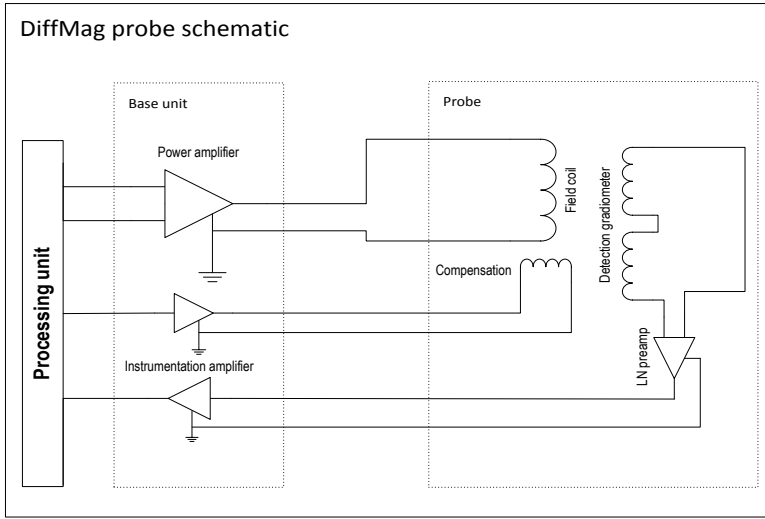 DiffMag probe schematic
Base unit
Probe
Power amplifier
Field coil
Detection gradiometer
Compensation
Processing unit
Instrumentation amplifier
LN preamp